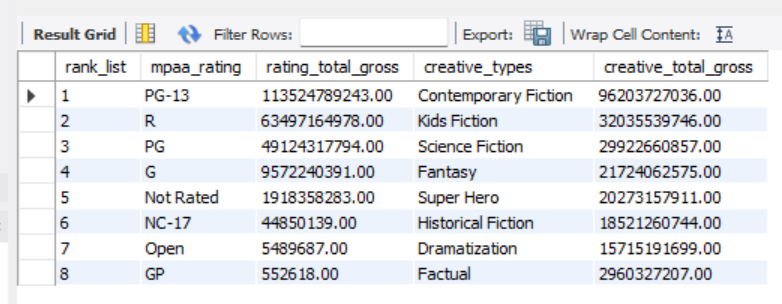 Result Grid Filter Rows: Export: Wrap Cell Content: IA
rank_list mpaa_rating rating_total_gross creative_types creative_total_gross
1 PG-13 113524789243.00 Contemporary Fiction 96203727036.00
2 R 63497164978.00 Kids Fiction 32035539746.00
3 PG 49124317794.00 Science Fiction 29922660857.00
4 G 9572240391.00 Fantasy 21724062575.00
5 Not Rated 1918358283.00 Super Hero 20273157911.00
6 NC-17 44850139.00 Historical Fiction 18521260744.00
7 Open 5489687.00 Dramatization 15715191699.00
8 GP 552618.00 Factual 2960327207.00